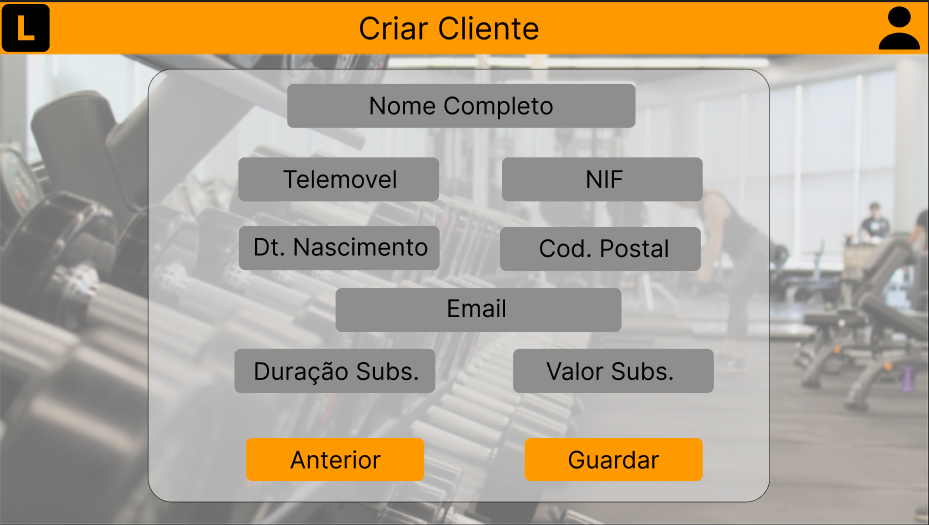 L
Criar Cliente
Nome Completo
Telemovel
NIF
Dt. Nascimento
Cod. Postal
Email
Duração Subs.
Valor Subs.
Anterior
Guardar